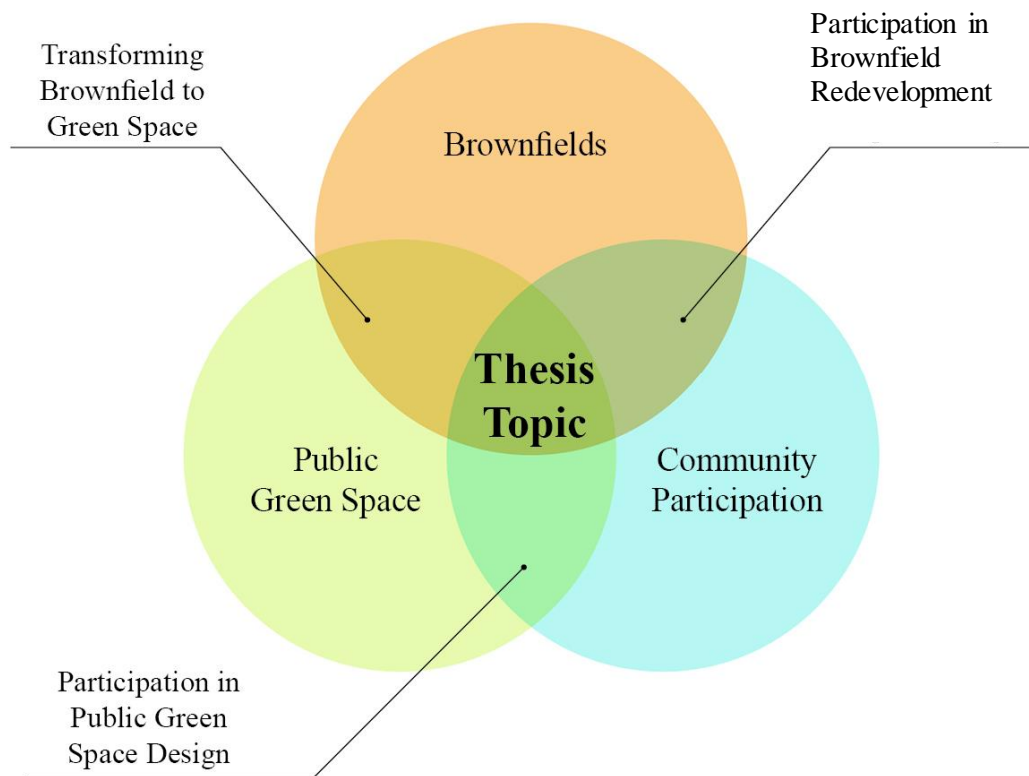 Transforming
Brownfield to
Green Space
Participation in
Brownfield
Redevelopment
Brownfields
Thesis
Topic
Public
Green Space
Community
Participation
Participation in
Public Green
Space Design